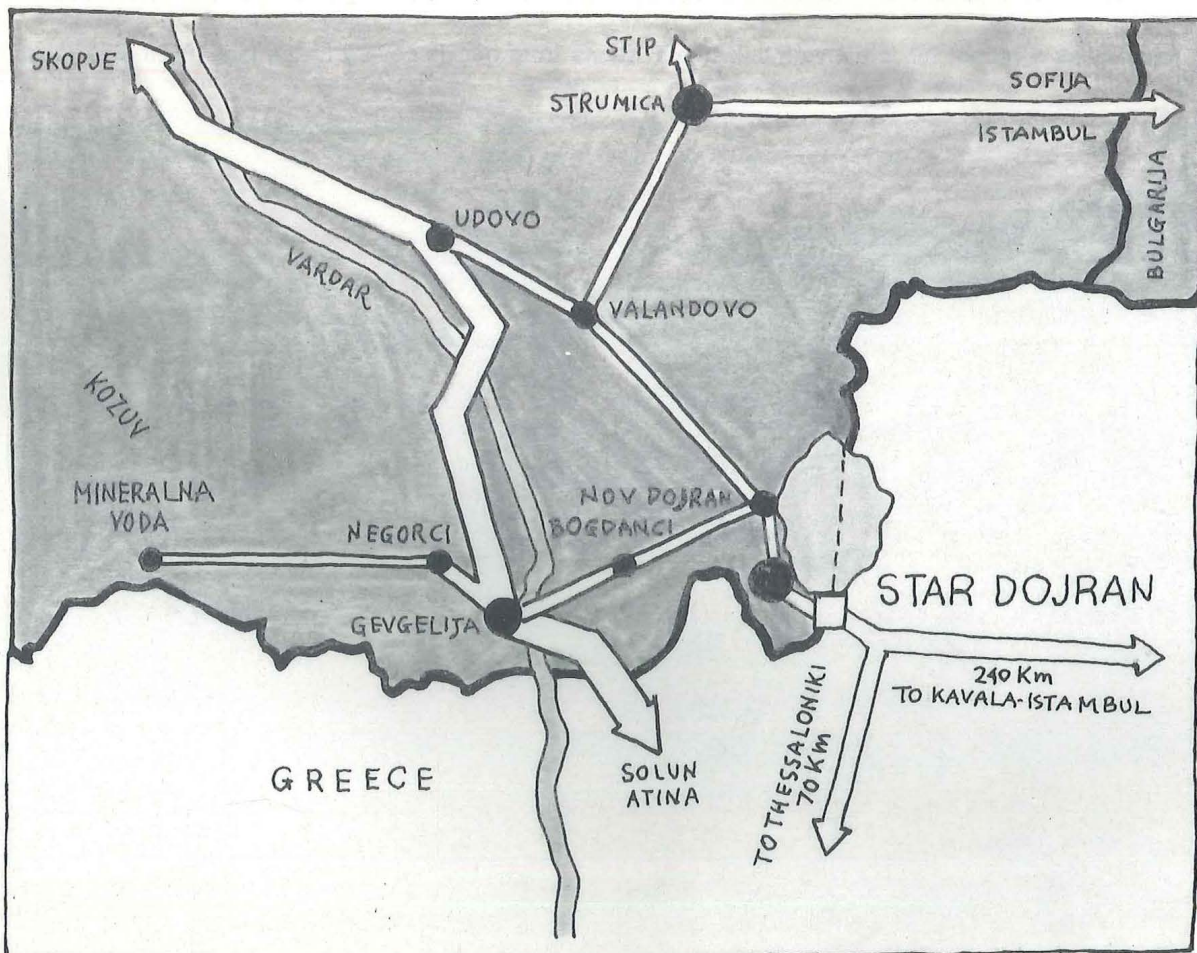 SKOPJE
STIP
STRUMICA
SOFIJA
ISTAMBUL
BULGARIJA
UDOVO
VARDAR
VALANDOVO
KOZUV
MINERALNA
VODA
NEGORCI
NOV DOJRAN
BOGDANCI
GEVGELIJA
STAR DOJRAN
240 Km
TO KAVALA-ISTAMBUL
TO THESSALONIKI
70 Km
GREECE
SOLUN
ATINA